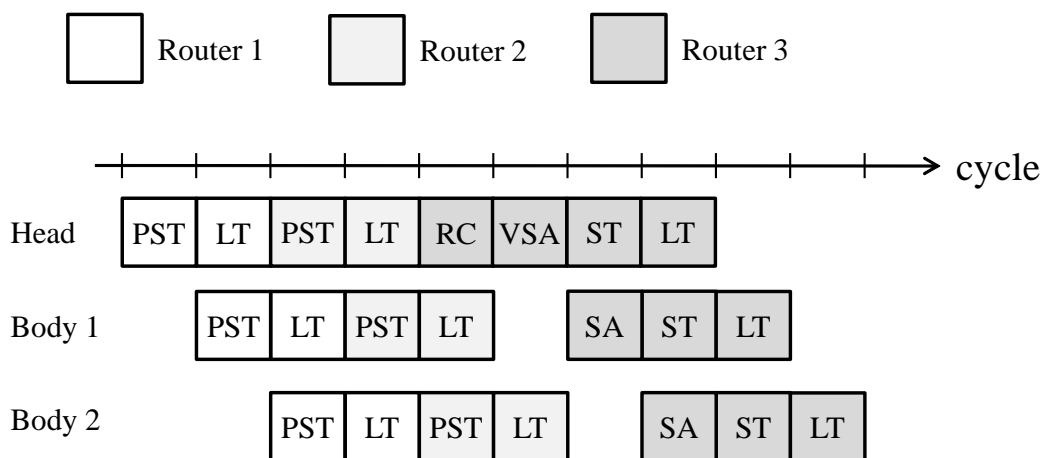 Router 1 Router 2 Router 3
cycle
Head PST LT PST LT RC VSA ST LT
Body 1 PST LT PST LT SA ST LT
Body 2 PST LT PST LT SA ST LT